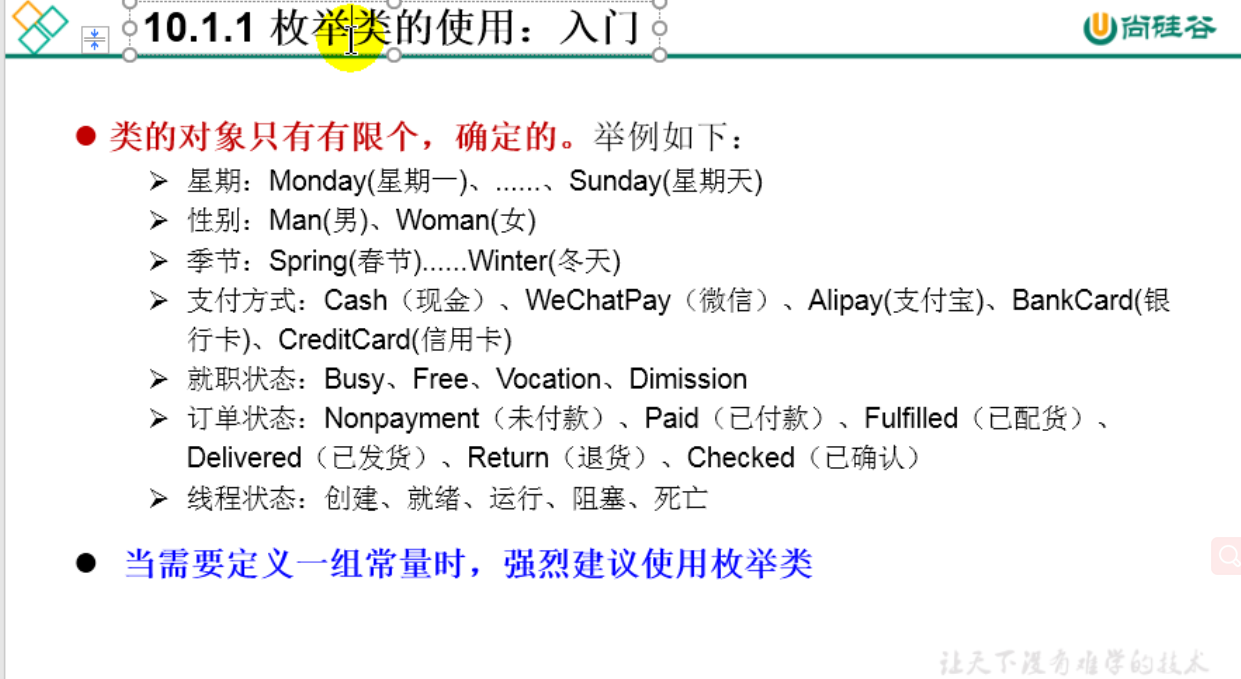 10.1.1 枚举类的使用：入门
尚硅谷
类的对象只有有限个，确定的。举例如下：
星期：Monday(星期一)、......、Sunday(星期天)
性别：Man(男)、Woman(女)
季节：Spring(春节)......Winter(冬天)
支付方式：Cash（现金）、WeChatPay（微信）、Alipay(支付宝)、BankCard(银
行卡)、CreditCard(信用卡)
就职状态：Busy、Free、Vocation、Dimission
订单状态：Nonpayment（未付款）、Paid（已付款）、Fulfilled（已配货）、
Delivered（已发货）、Return（退货）、Checked（已确认）
线程状态：创建、就绪、运行、阻塞、死亡
当需要定义一组常量时，强烈建议使用枚举类
让天下没有难学的技术